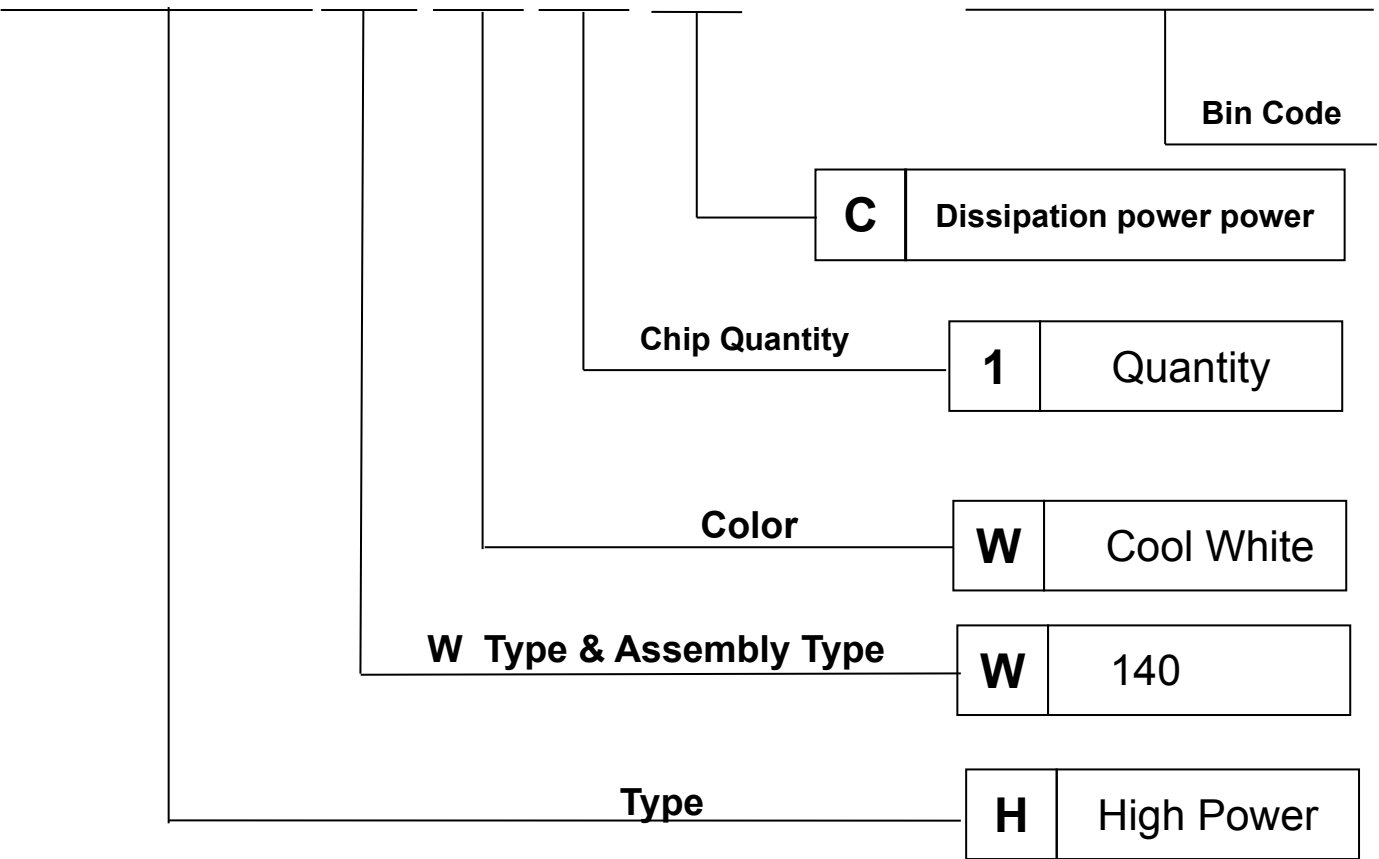 Bin Code
C Dissipation power power
Chip Quantity 1 Quantity
Color W Cool White
W Type & Assembly Type W 140
Type H High Power